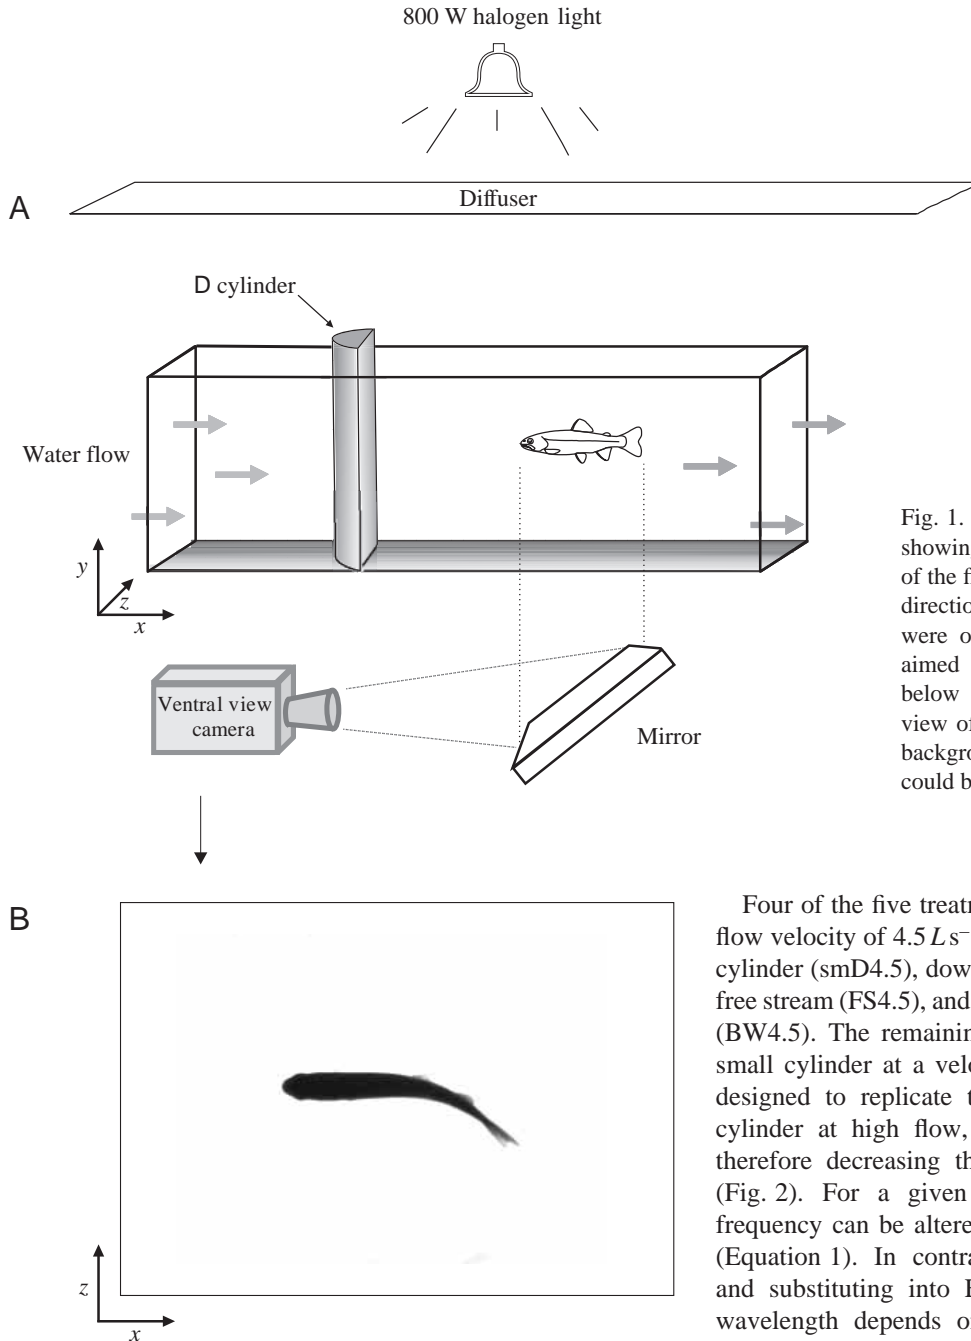 800 W halogen light
Diffuser
A
D cylinder
Water flow
y
z
x
Ventral view
camera
Mirror
Fig. 1.
showin
of the fi
directio
were o
aimed
below
view of
backgro
could b
B
z
x
Four of the five treatr
flow velocity of 4.5 L s–
cylinder (smD4.5), dow
free stream (FS4.5), and
(BW4.5). The remainin
small cylinder at a velo
designed to replicate t
cylinder at high flow,
therefore decreasing th
(Fig. 2). For a given
frequency can be altere
(Equation 1). In contra
and substituting into E
wavelength depends o